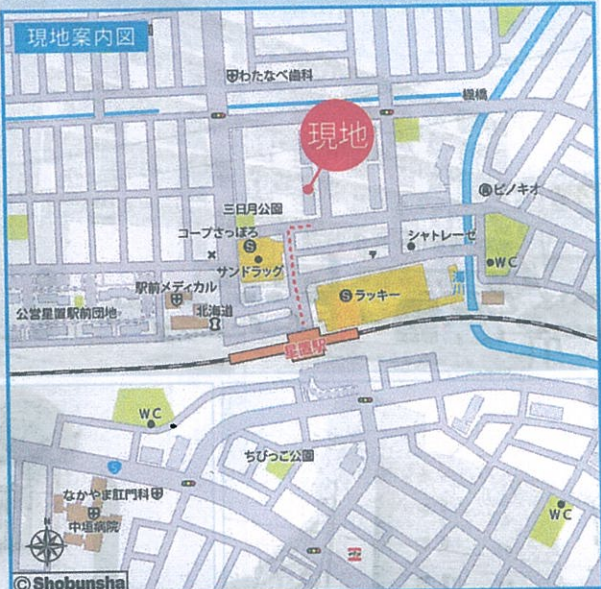 現地案内図
わたなべ歯科
現地
三日月公園
コープさっぽろ
S
サンドラッグ
駅前メディカル
公営星置駅前団地
北海道
星置駅
S ラッキー
シャトレーゼ
ピノキオ
WC
WC
5
ちびっこ公園
なかやま肛門科
中垣病院
WC
N
© Shobunsha